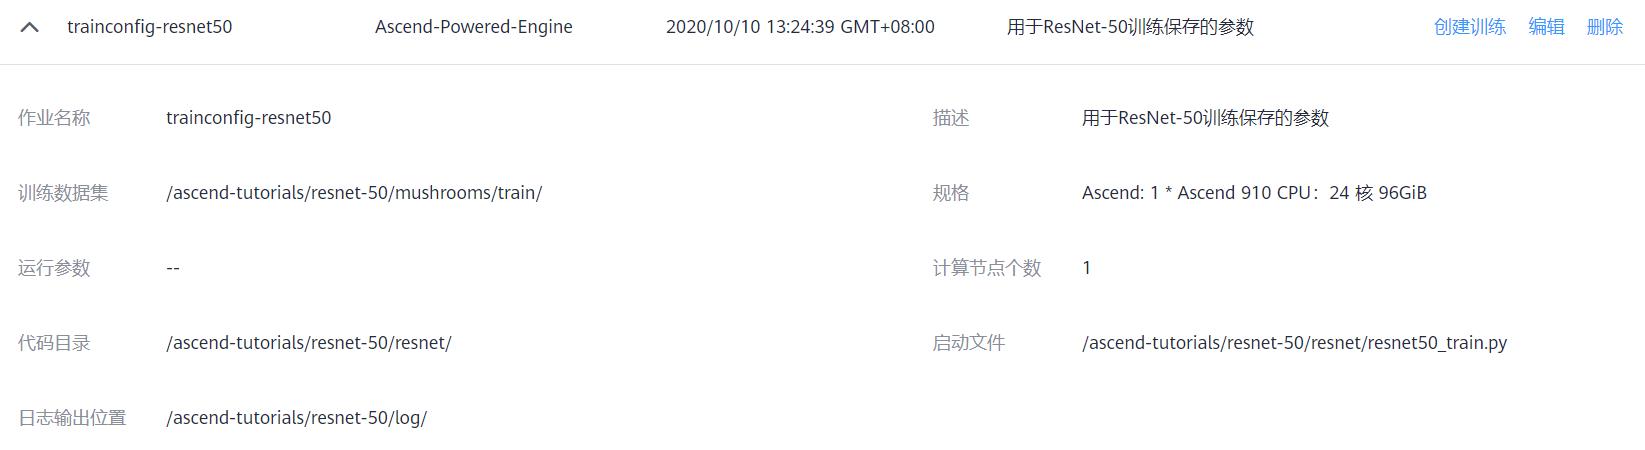 trainconfig-resnet50 Ascend-Powered-Engine 2020/10/10 13:24:39 GMT+08:00 用于ResNet-50训练保存的参数 创建训练 编辑 删除
作业名称 trainconfig-resnet50 描述 用于ResNet-50训练保存的参数
训练数据集 /ascend-tutorials/resnet-50/mushrooms/train/ 规格 Ascend: 1 * Ascend 910 CPU：24 核 96GiB
运行参数 -- 计算节点个数 1
代码目录 /ascend-tutorials/resnet-50/resnet/ 启动文件 /ascend-tutorials/resnet-50/resnet/resnet50_train.py
日志输出位置 /ascend-tutorials/resnet-50/log/